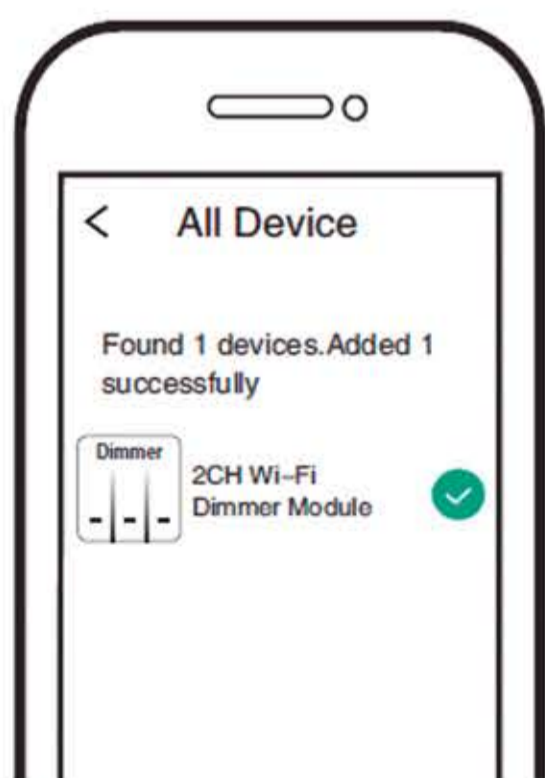 < All Device
Found 1 devices.Added 1
successfully
Dimmer
2CH Wi-Fi
Dimmer Module